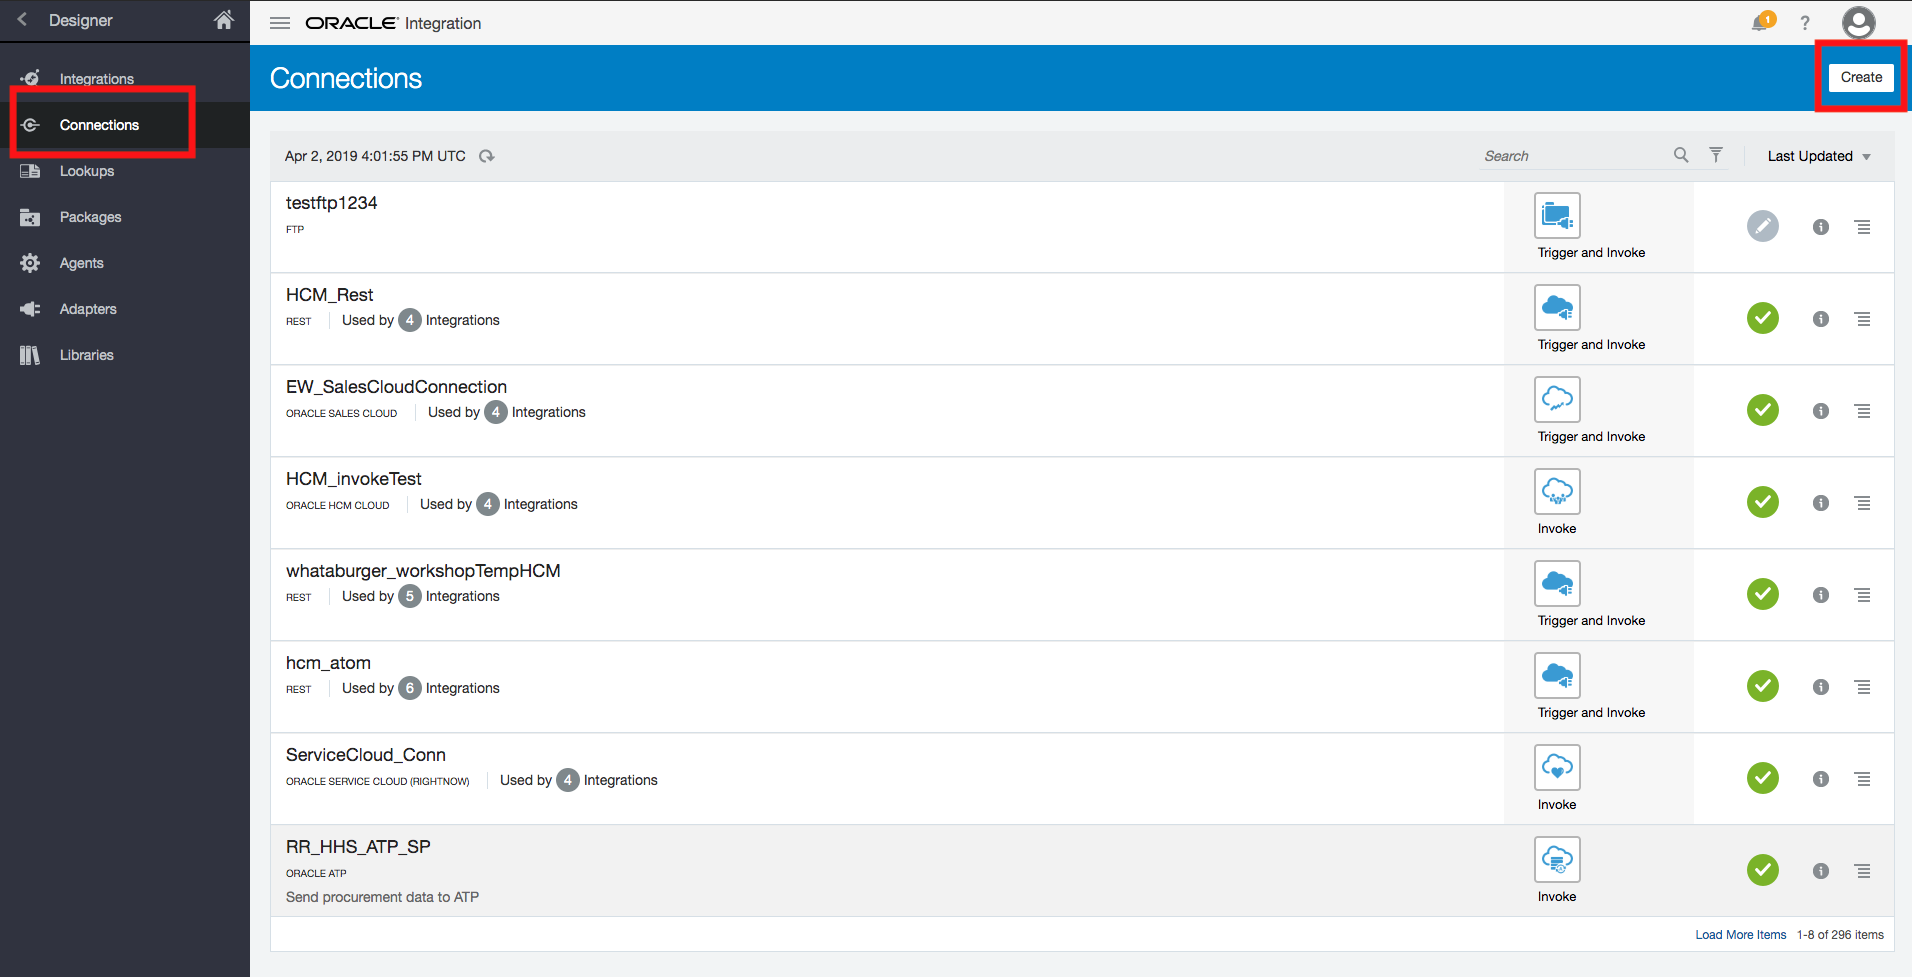 Designer
ORACLE Integration
1
?
Integrations
Connections
Lookups
Packages
Agents
Adapters
Libraries
Connections
Create
Apr 2, 2019 4:01:55 PM UTC
Search
Last Updated
testftp1234
FTP
Trigger and Invoke
HCM_Rest
REST Used by 4 Integrations
Trigger and Invoke
EW_SalesCloudConnection
ORACLE SALES CLOUD Used by 4 Integrations
Trigger and Invoke
HCM_invokeTest
ORACLE HCM CLOUD Used by 4 Integrations
Invoke
whataburger_workshopTempHCM
REST Used by 5 Integrations
Trigger and Invoke
hcm_atom
REST Used by 6 Integrations
Trigger and Invoke
ServiceCloud_Conn
ORACLE SERVICE CLOUD (RIGHTNOW) Used by 4 Integrations
Invoke
RR_HHS_ATP_SP
ORACLE ATP
Send procurement data to ATP
Invoke
Load More Items 1-8 of 296 items